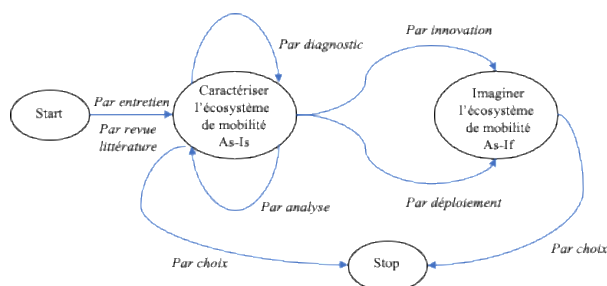 Par innovation
Par diagnostic
Start
Par entretien
Par revue
littérature
Caractériser
l'écosystème
de mobilité
As-Is
Imaginer
l'écosystème
de mobilité
As-If
Par analyse
Par déploiement
Par choix
Stop
Par choix